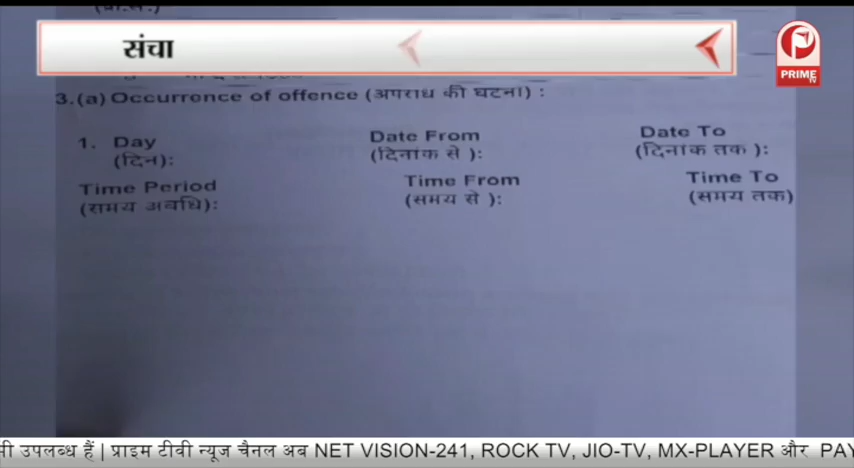 संचा
PRIME
TV
3.(a) Occurrence of offence (अपराध की घटना) :
1. Day Date From Date To
(दिन): (दिनांक से ): (दिनांक तक ):
Time Period Time From Time To
(समय अवधि): (समय से ): (समय तक)
उपलब्ध हैं | प्राइम टीवी न्यूज चैनल अब NET VISION-241, ROCK TV, JIO-TV, MX-PLAYER और PAY